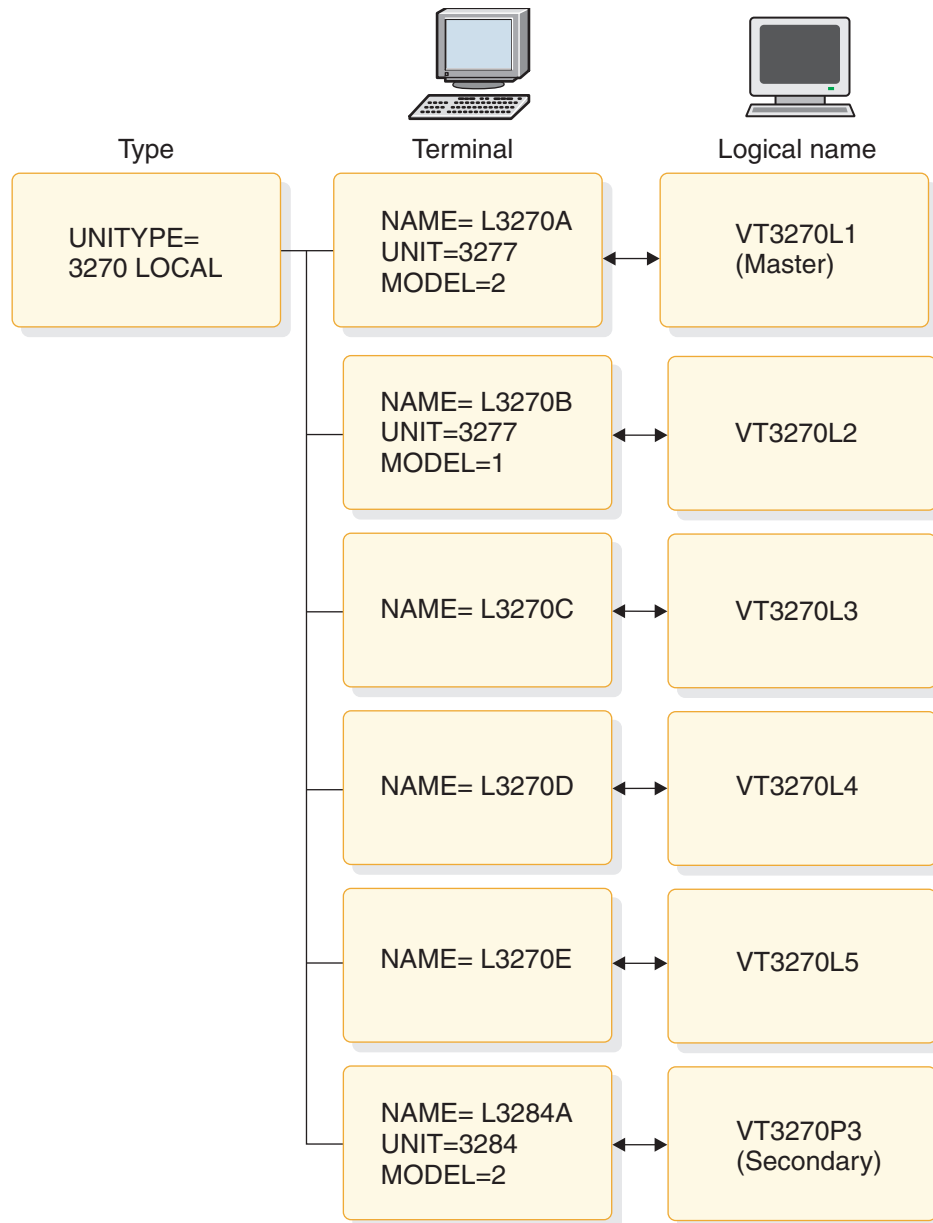 Type
Terminal
Logical name
UNITYPE=
3270 LOCAL
NAME= L3270A
UNIT=3277
MODEL=2
VT3270L1
(Master)
NAME= L3270B
UNIT=3277
MODEL=1
VT3270L2
NAME= L3270C
VT3270L3
NAME= L3270D
VT3270L4
NAME= L3270E
VT3270L5
NAME= L3284A
UNIT=3284
MODEL=2
VT3270P3
(Secondary)